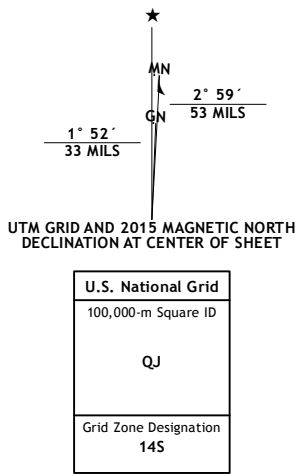 MN
GN
2° 59´
53 MILS
1° 52´
33 MILS
UTM GRID AND 2015 MAGNETIC NORTH
DECLINATION AT CENTER OF SHEET
U.S. National Grid
100,000-m Square ID
QJ
Grid Zone Designation
14S